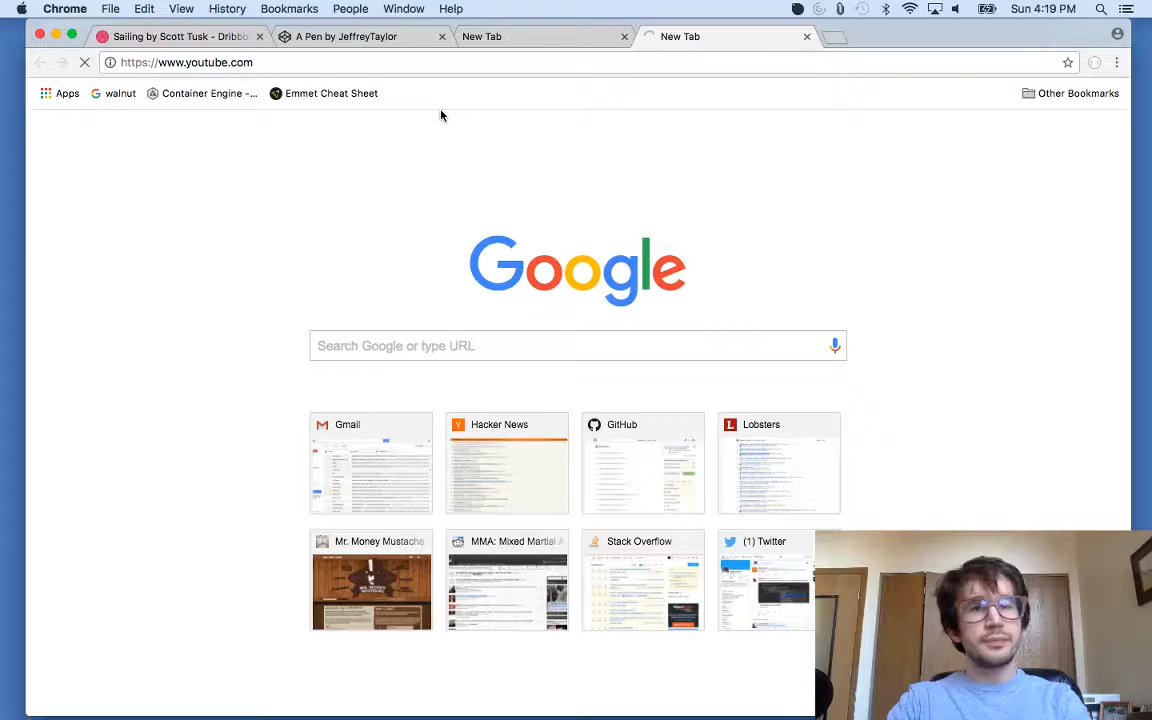 Chrome File Edit View History Bookmarks People Window Help Sun 4:19 PM
Sailing by Scott Tusk - Dribbb A Pen by JeffreyTaylor New Tab New Tab
https://www.youtube.com
Apps walnut Container Engine -... Emmet Cheat Sheet Other Bookmarks
Google
Search Google or type URL
Gmail Hacker News GitHub Lobsters
Mr. Money Mustache MMA: Mixed Martial A Stack Overflow (1) Twitter